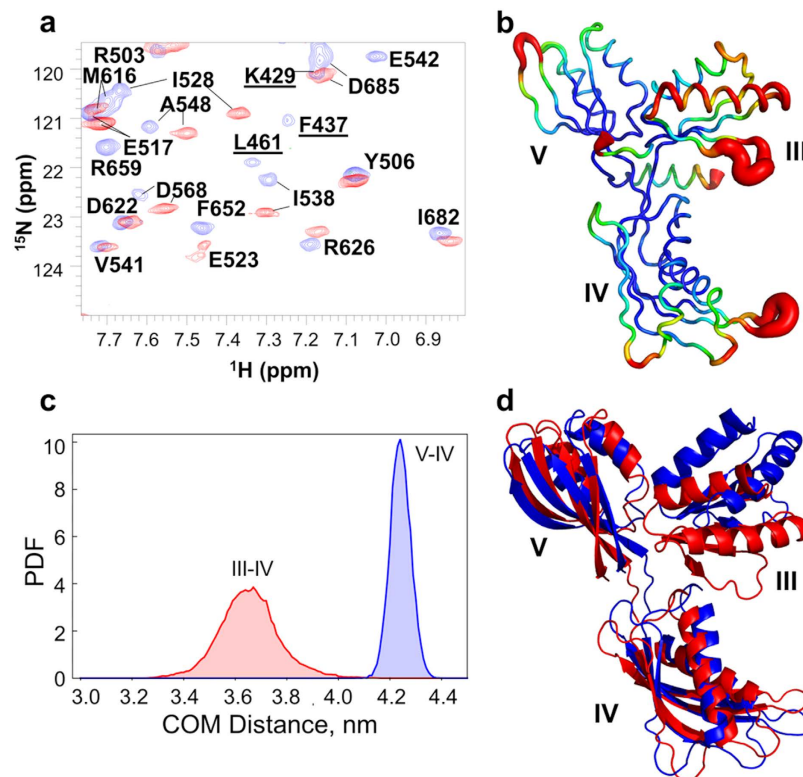 a
R503
M616
I528
K429
E542
D685
A548
F437
E517
L461
R659
Y506
D568
I538
D622
F652
I682
R626
V541
E523
120
121
122
123
124
15N (ppm)
7.7 7.6 7.5 7.4 7.3 7.2 7.1 7.0 6.9
1H (ppm)
b
V
III
IV
c
V-IV
III-IV
10
8
6
4
2
0
PDF
3.0 3.2 3.4 3.6 3.8 4.0 4.2 4.4
COM Distance, nm
d
V
III
IV